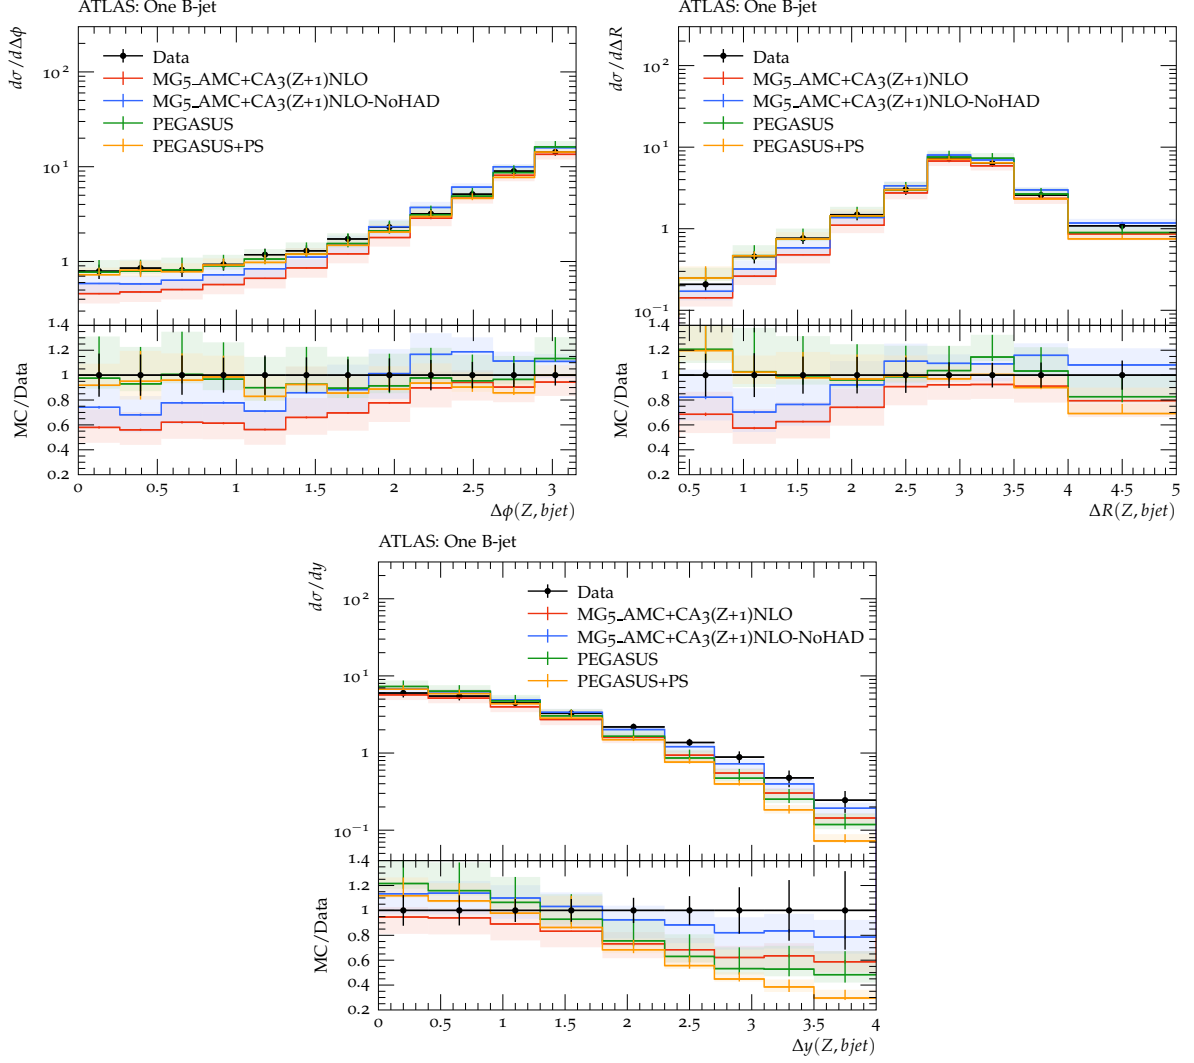 ATLAS: One B-jet
dσ/dΔϕ
10²
10¹
1
Data
MG5_AMC+CA3(Z+1)NLO
MG5_AMC+CA3(Z+1)NLO-NoHAD
PEGASUS
PEGASUS+PS
MC/Data
1.4
1.2
1.0
0.8
0.6
0.4
0.2
0 0.5 1 1.5 2 2.5 3
Δϕ(Z, bjet)
ATLAS: One B-jet
dσ/dΔR
10²
10¹
1
10⁻¹
Data
MG5_AMC+CA3(Z+1)NLO
MG5_AMC+CA3(Z+1)NLO-NoHAD
PEGASUS
PEGASUS+PS
MC/Data
1.4
1.2
1.0
0.8
0.6
0.4
0.2
0.5 1 1.5 2 2.5 3 3.5 4 4.5 5
ΔR(Z, bjet)
ATLAS: One B-jet
dσ/dy
10²
10¹
1
10⁻¹
Data
MG5_AMC+CA3(Z+1)NLO
MG5_AMC+CA3(Z+1)NLO-NoHAD
PEGASUS
PEGASUS+PS
MC/Data
1.4
1.2
1.0
0.8
0.6
0.4
0.2
0 0.5 1 1.5 2 2.5 3 3.5 4
Δy(Z, bjet)